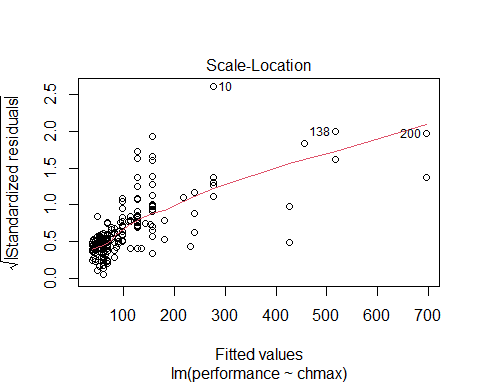 Scale-Location
√|Standardized residuals|
2.5
2.0
1.5
1.0
0.5
0.0
10
138
200
100 200 300 400 500 600 700
Fitted values
lm(performance ~ chmax)